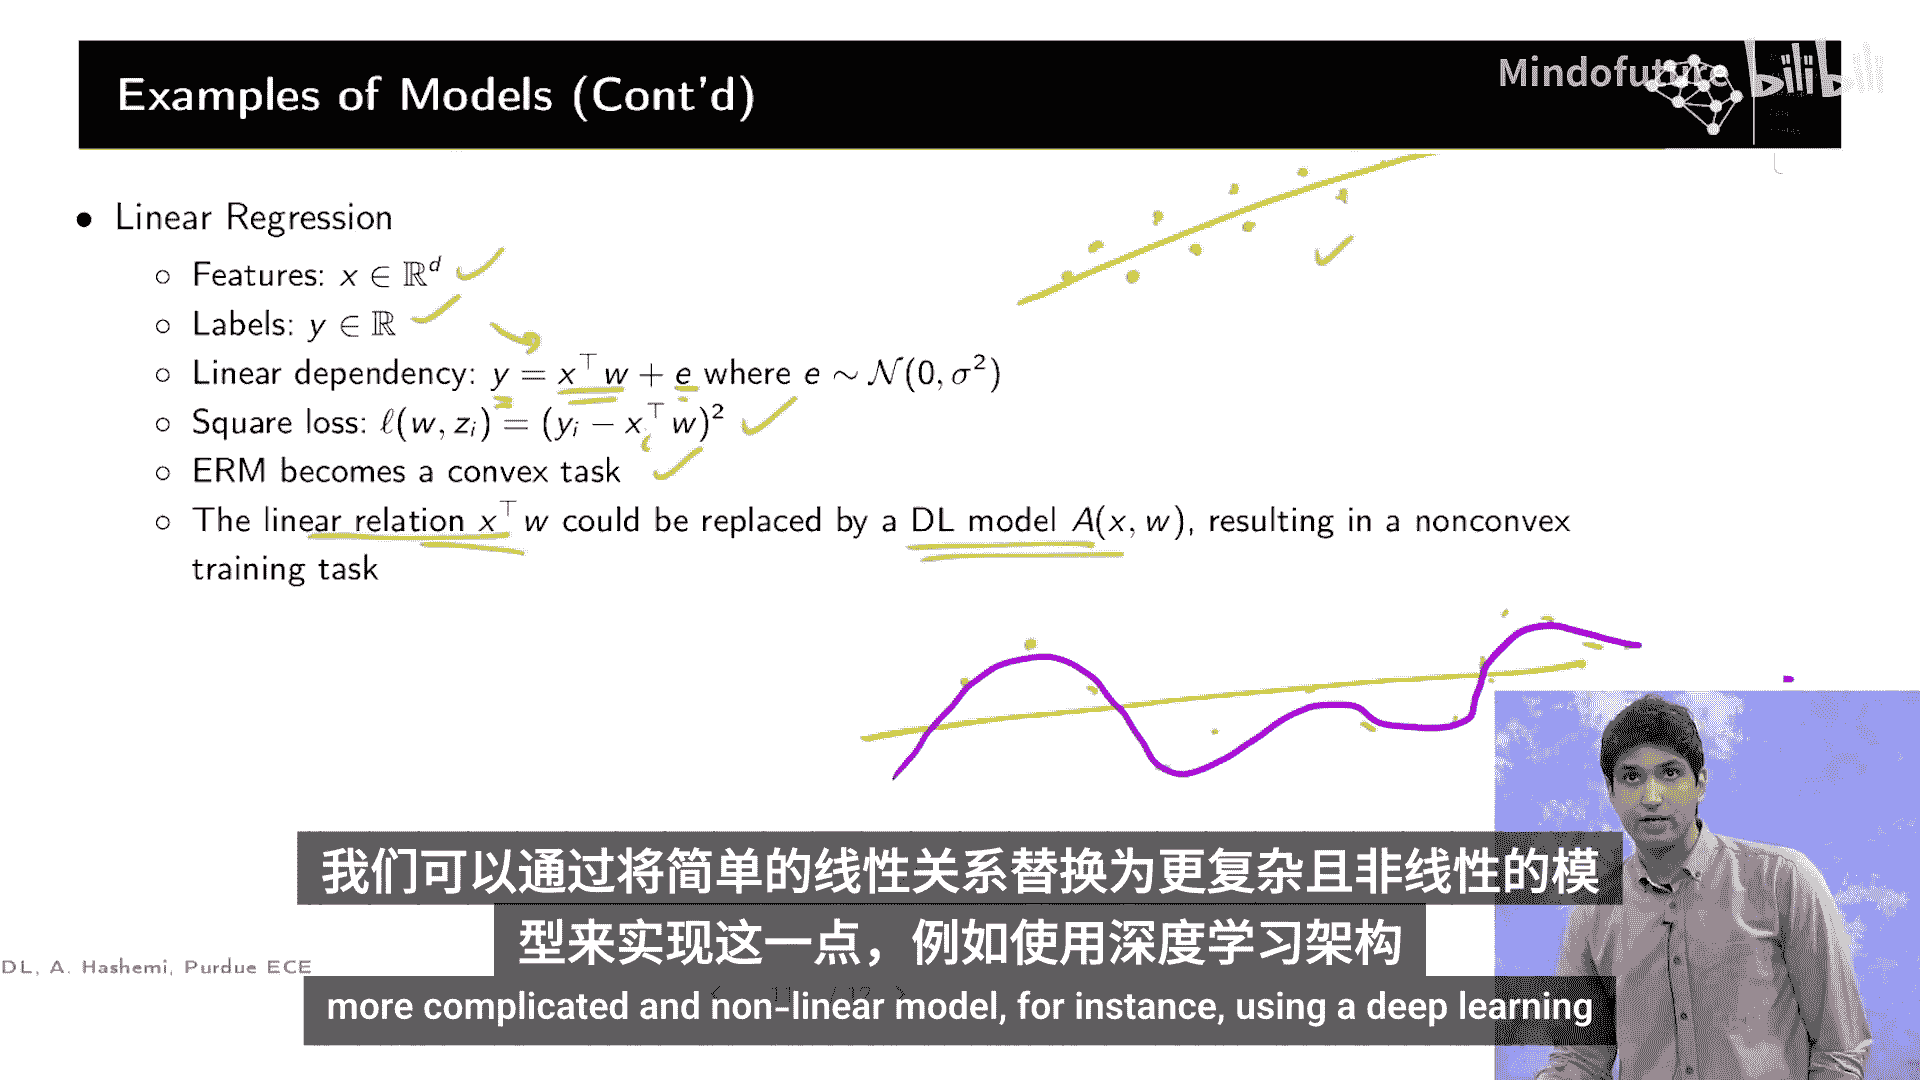 Examples of Models (Cont'd)
Mindofuture
bilibili
• Linear Regression
○ Features: x ∈ ℝᵈ
○ Labels: y ∈ ℝ
○ Linear dependency: y = x⊤w + e where e ∼ 𝒩(0, σ²)
○ Square loss: ℓ(w, zᵢ) = (yᵢ − xᵢ⊤w)²
○ ERM becomes a convex task
○ The linear relation x⊤w could be replaced by a DL model A(x, w), resulting in a nonconvex
training task
我们可以通过将简单的线性关系替换为更复杂且非线性的模
型来实现这一点，例如使用深度学习架构
DL, A. Hashemi, Purdue ECE
more complicated and non-linear model, for instance, using a deep learning